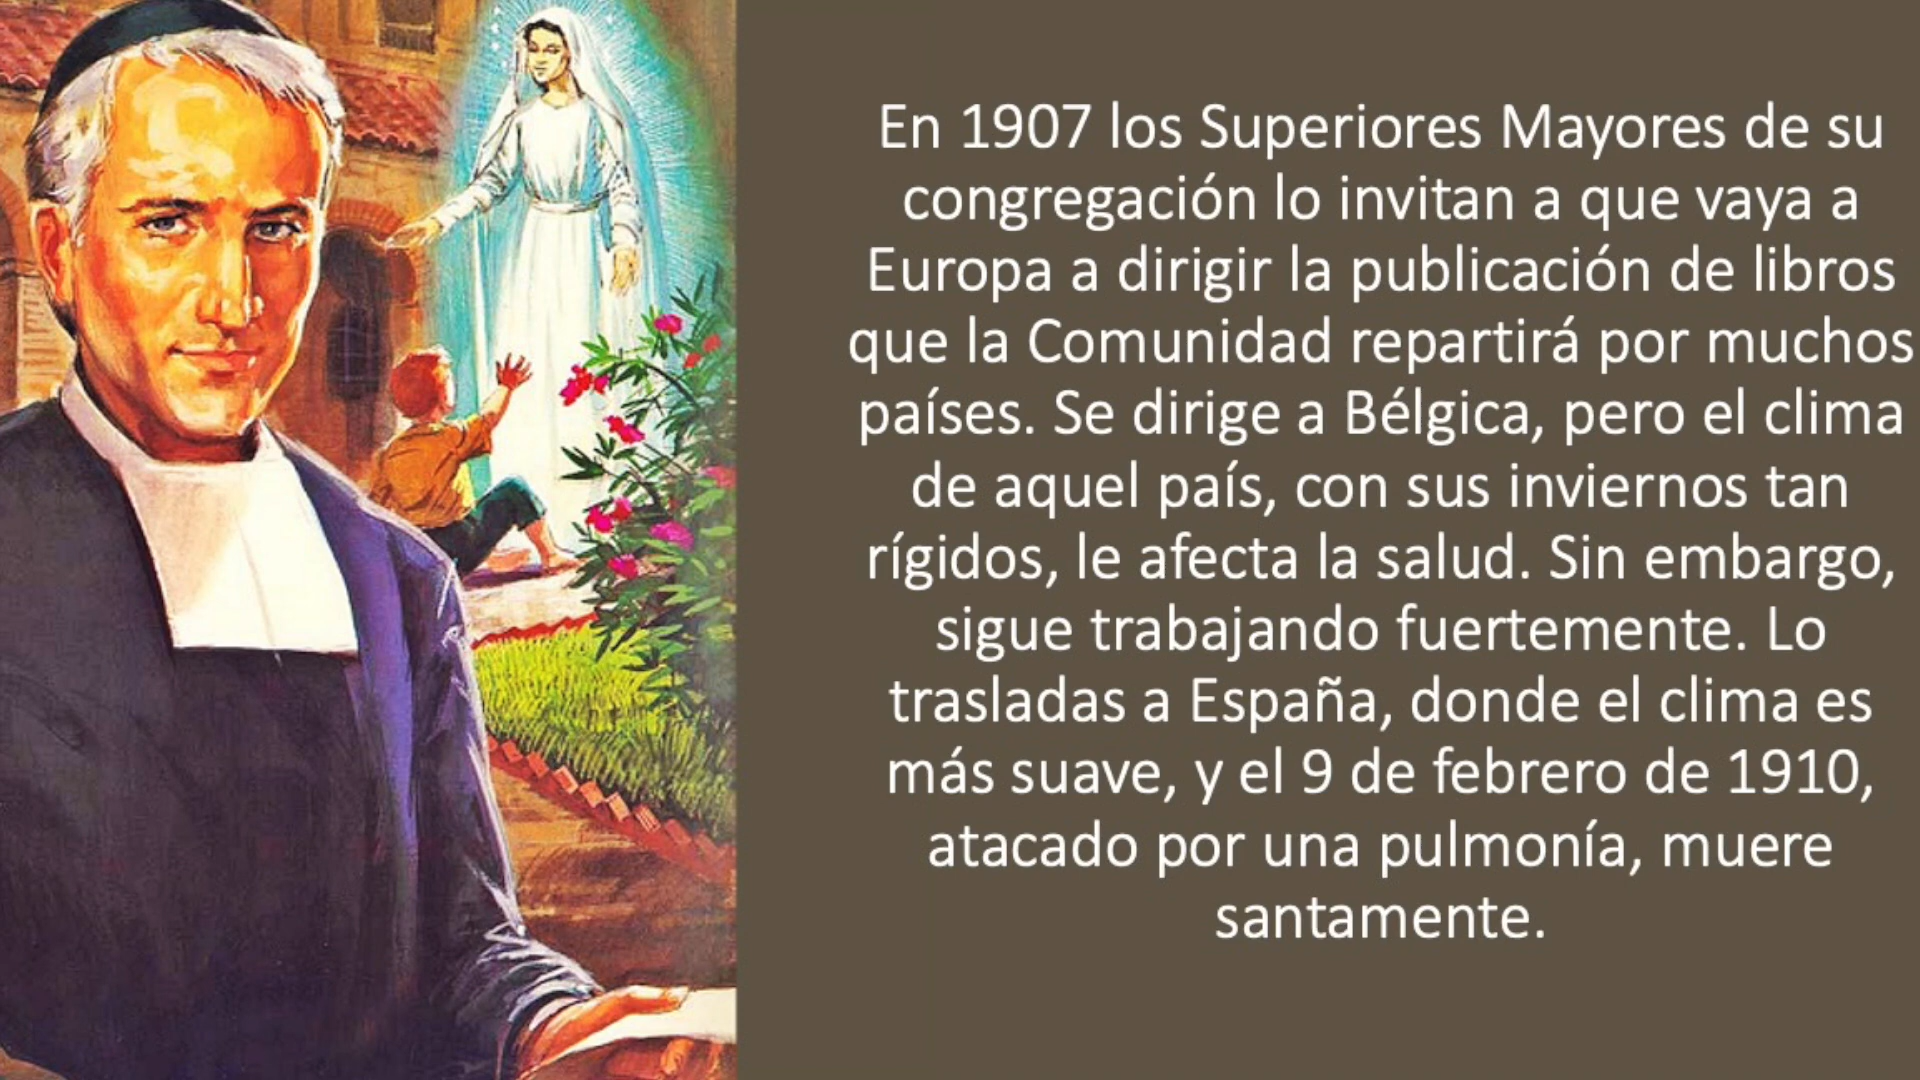 En 1907 los Superiores Mayores de su
congregación lo invitan a que vaya a
Europa a dirigir la publicación de libros
que la Comunidad repartirá por muchos
países. Se dirige a Bélgica, pero el clima
de aquel país, con sus inviernos tan
rígidos, le afecta la salud. Sin embargo,
sigue trabajando fuertemente. Lo
trasladas a España, donde el clima es
más suave, y el 9 de febrero de 1910,
atacado por una pulmonía, muere
santamente.